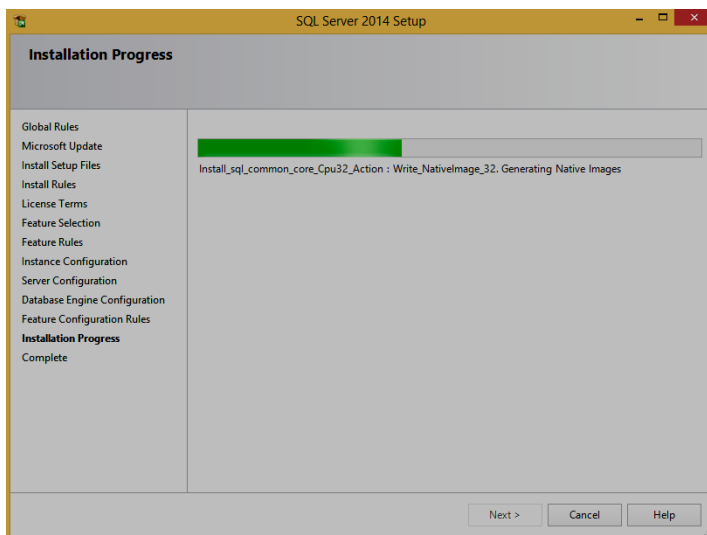 SQL Server 2014 Setup
Installation Progress
Global Rules
Microsoft Update
Install Setup Files
Install Rules
License Terms
Feature Selection
Feature Rules
Instance Configuration
Server Configuration
Database Engine Configuration
Feature Configuration Rules
Installation Progress
Complete
Install_sql_common_core_Cpu32_Action : Write_NativeImage_32. Generating Native Images
Next >
Cancel
Help